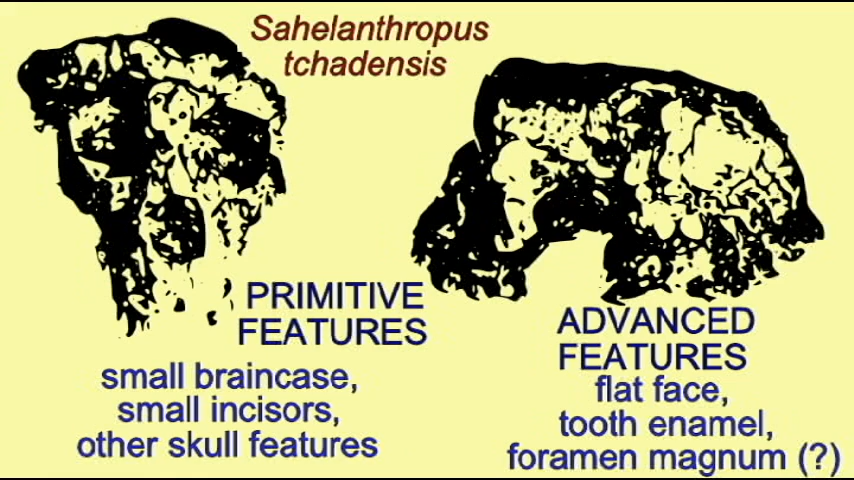 Sahelanthropus
tchadensis
PRIMITIVE
FEATURES
small braincase,
small incisors,
other skull features
ADVANCED
FEATURES
flat face,
tooth enamel,
foramen magnum (?)